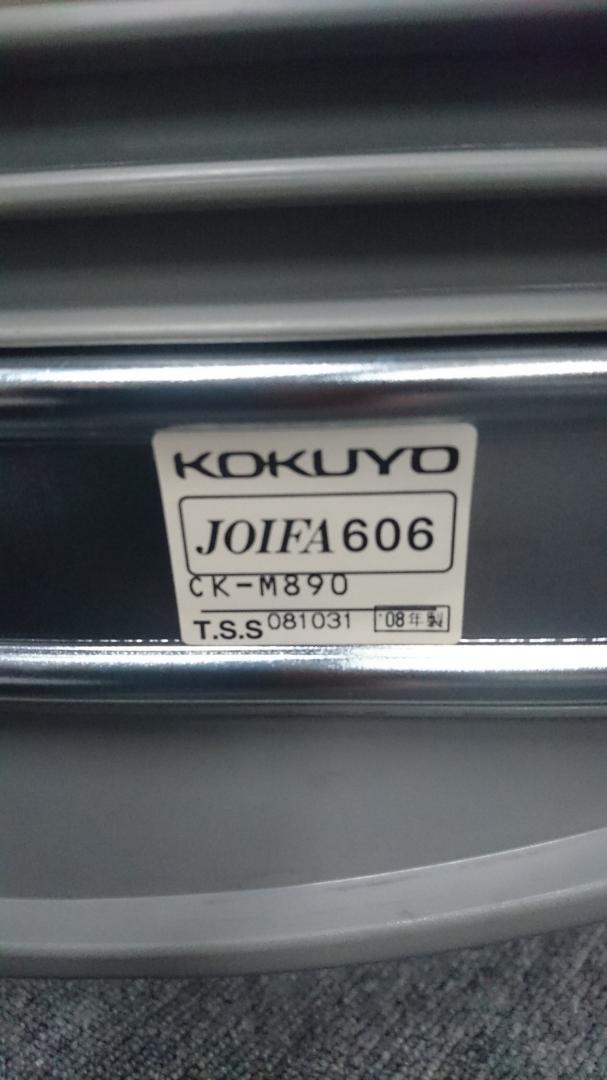 KOKUYO
JOIFA 606
CK-M890
T.S.S 081031 '08年製